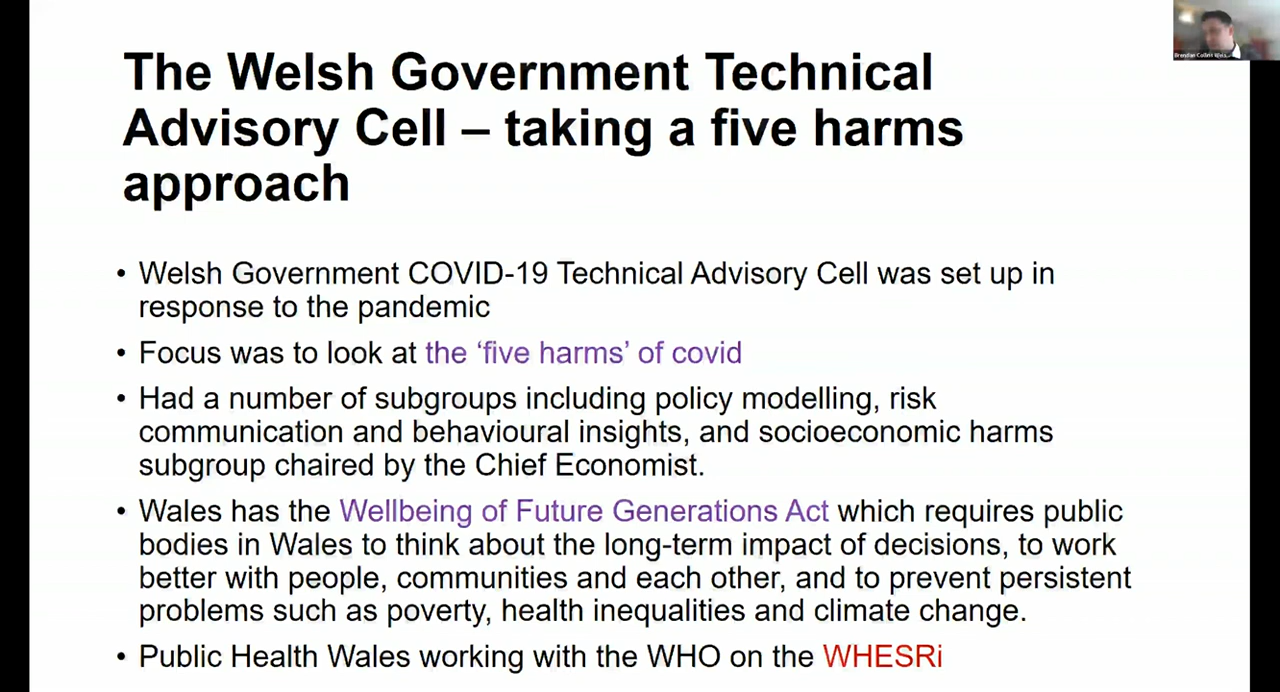 The Welsh Government Technical
Advisory Cell – taking a five harms
approach
• Welsh Government COVID-19 Technical Advisory Cell was set up in
response to the pandemic
• Focus was to look at the ‘five harms’ of covid
• Had a number of subgroups including policy modelling, risk
communication and behavioural insights, and socioeconomic harms
subgroup chaired by the Chief Economist.
• Wales has the Wellbeing of Future Generations Act which requires public
bodies in Wales to think about the long-term impact of decisions, to work
better with people, communities and each other, and to prevent persistent
problems such as poverty, health inequalities and climate change.
• Public Health Wales working with the WHO on the WHESRi
Brendan Collins